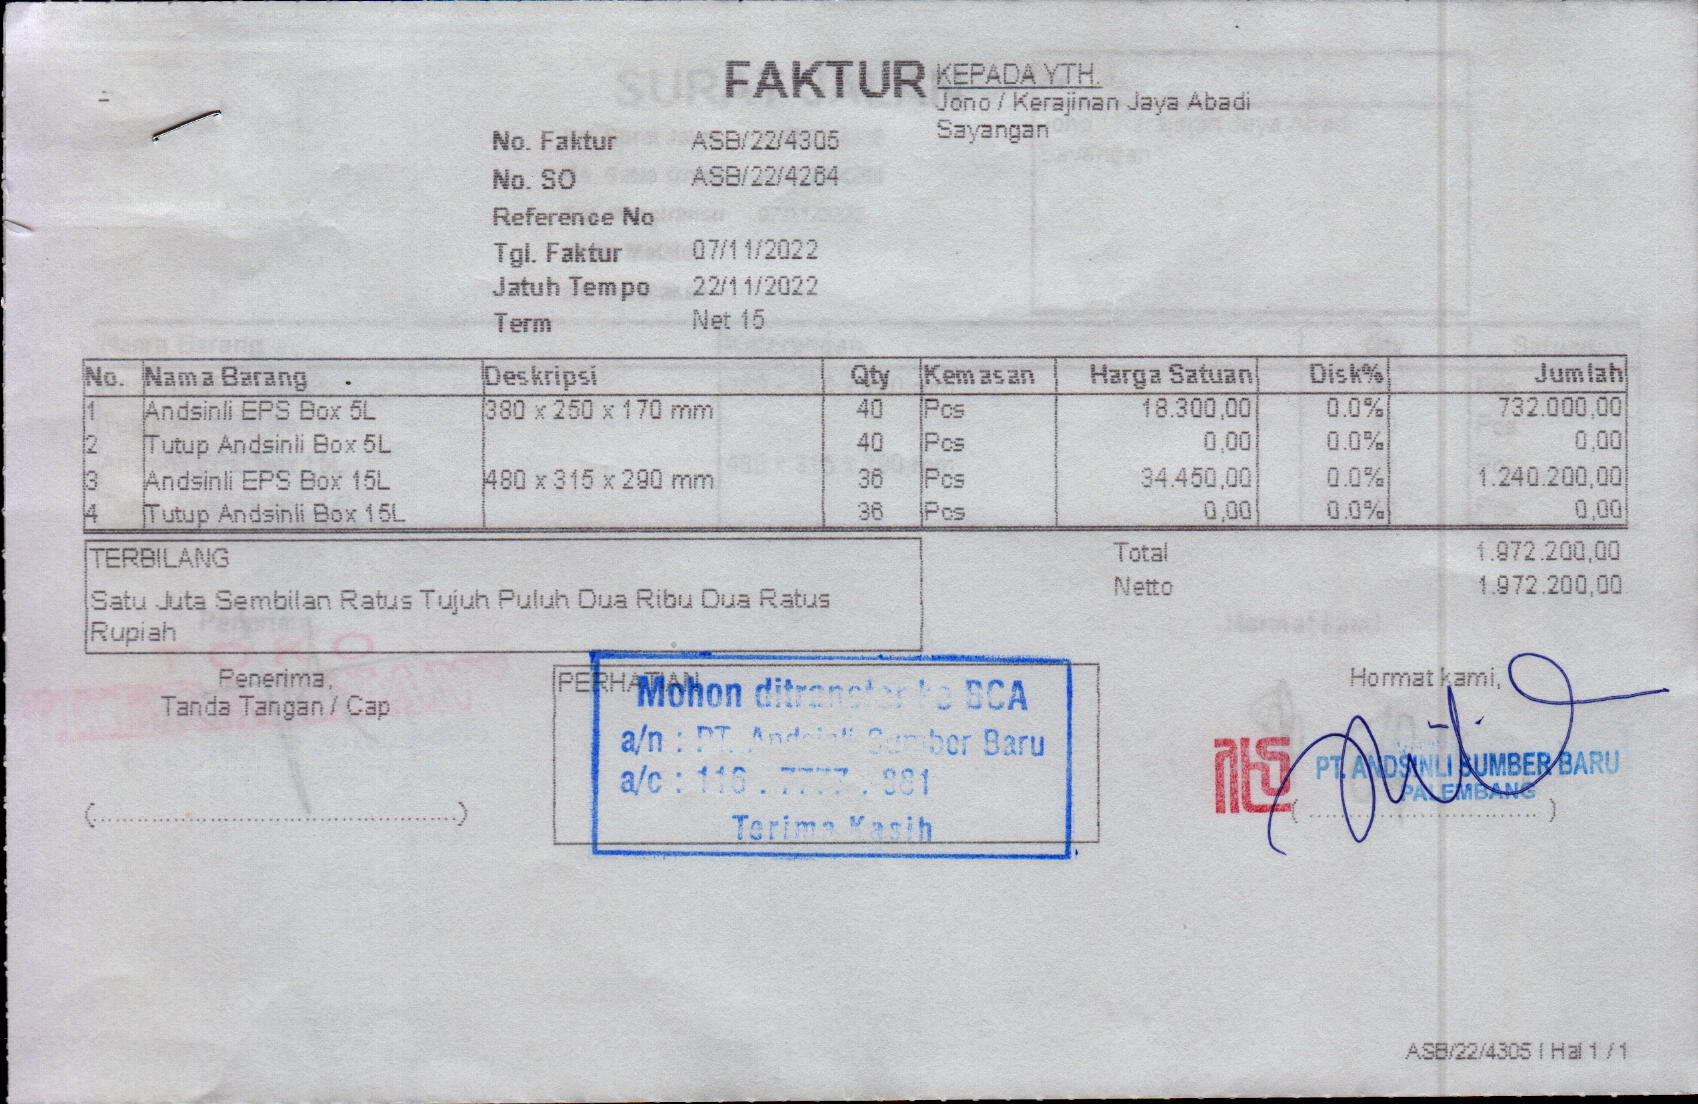 FAKTUR
KEPADA YTH.
Jono / Kerajinan Jaya Abadi
Sayangan
No. Faktur ASB/22/4305
No. SO ASB/22/4264
Reference No
Tgl. Faktur 07/11/2022
Jatuh Tempo 22/11/2022
Term Net 15
No. Nama Barang Deskripsi Qty Kemasan Harga Satuan Disk% Jumlah
1 Andsinli EPS Box 5L 380 x 250 x 170 mm 40 Pcs 18.300,00 0.0% 732.000,00
2 Tutup Andsinli Box 5L 40 Pcs 0,00 0.0% 0,00
3 Andsinli EPS Box 15L 480 x 315 x 290 mm 36 Pcs 34.450,00 0.0% 1.240.200,00
4 Tutup Andsinli Box 15L 36 Pcs 0,00 0.0% 0,00
TERBILANG
Satu Juta Sembilan Ratus Tujuh Puluh Dua Ribu Dua Ratus
Rupiah
Total 1.972.200,00
Netto 1.972.200,00
Penerima,
Tanda Tangan / Cap
(..................................................)
PERHATIAN
Mohon ditransfer ke BCA
a/n : PT. Andsinli Sumber Baru
a/c : 116 . 7777 . 881
Terima Kasih
Hormat kami,
PT. ANDSINLI SUMBER BARU
PALEMBANG
( .............................. )
ASB/22/4305 | Hal 1 / 1